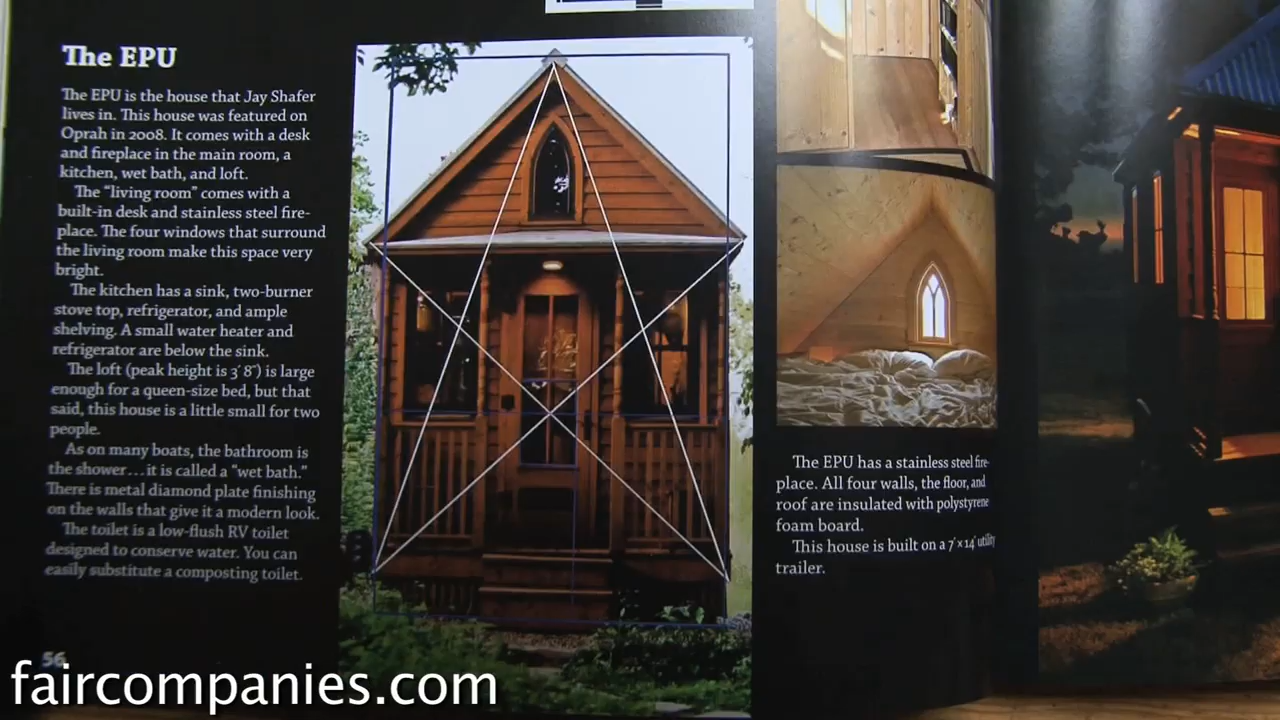 The EPU
The EPU is the house that Jay Shafer
lives in. This house was featured on
Oprah in 2008. It comes with a desk
and fireplace in the main room, a
kitchen, wet bath, and loft.
The “living room” comes with a
built-in desk and stainless steel fire-
place. The four windows that surround
the living room make this space very
bright.
The kitchen has a sink, two-burner
stove top, refrigerator, and ample
shelving. A small water heater and
refrigerator are below the sink.
The loft (peak height is 3′ 8″) is large
enough for a queen-size bed, but that
said, this house is a little small for two
people.
As on many boats, the bathroom is
the shower…it is called a “wet bath.”
There is metal diamond plate finishing
on the walls that give it a modern look.
The toilet is a low-flush RV toilet
designed to conserve water. You can
easily substitute a composting toilet.
56
The EPU has a stainless steel fire-
place. All four walls, the floor, and
roof are insulated with polystyrene
foam board.
This house is built on a 7′ × 14′ utility
trailer.
faircompanies.com